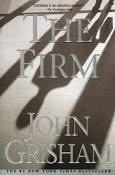 THE
FIRM
JOHN
GRISHAM
THE #1 NEW YORK TIMES BESTSELLER